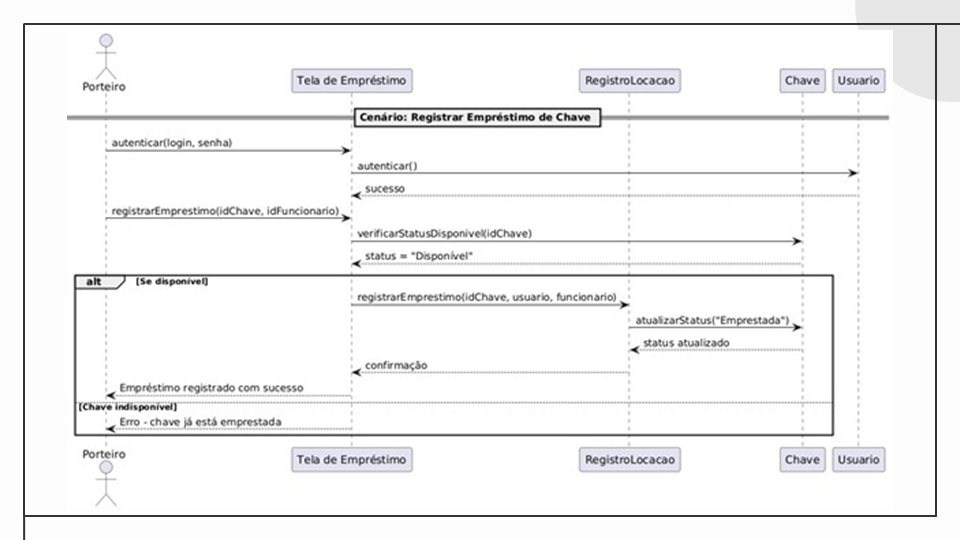 Porteiro
Tela de Empréstimo
RegistroLocacao
Chave
Usuario
Cenário: Registrar Empréstimo de Chave
autenticar(login, senha)
autenticar()
sucesso
registrarEmprestimo(idChave, idFuncionario)
verificarStatusDisponivel(idChave)
status = "Disponível"
alt [Se disponível]
registrarEmprestimo(idChave, usuario, funcionario)
atualizarStatus("Emprestada")
status atualizado
confirmação
Empréstimo registrado com sucesso
[Chave indisponível]
Erro - chave já está emprestada
Porteiro
Tela de Empréstimo
RegistroLocacao
Chave
Usuario